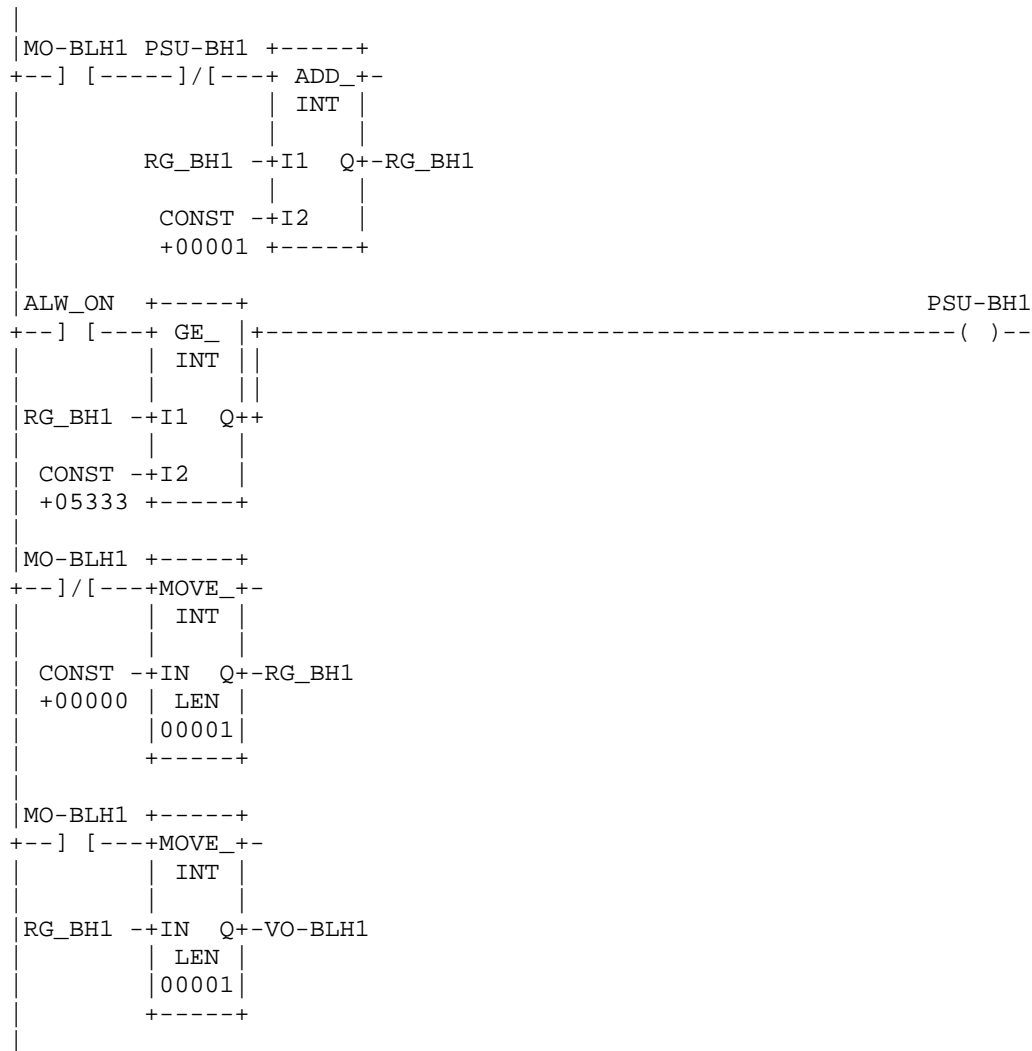 |
|MO-BLH1 PSU-BH1 +-----+
+--] [-----]/[---+ ADD_+-
|                | INT |
|                |     |
|        RG_BH1 -+I1  Q+-RG_BH1
|                |     |
|         CONST -+I2   |
|         +00001 +-----+
|
|ALW_ON  +-----+                                             PSU-BH1
+--] [---+ GE_ |+----------------------------------------------( )--
|        | INT ||
|        |     ||
|RG_BH1 -+I1  Q++
|        |     |
| CONST -+I2   |
| +05333 +-----+
|
|MO-BLH1 +-----+
+--]/[---+MOVE_+-
|        | INT |
|        |     |
| CONST -+IN  Q+-RG_BH1
| +00000 | LEN |
|        |00001|
|        +-----+
|
|MO-BLH1 +-----+
+--] [---+MOVE_+-
|        | INT |
|        |     |
|RG_BH1 -+IN  Q+-VO-BLH1
|        | LEN |
|        |00001|
|        +-----+
|